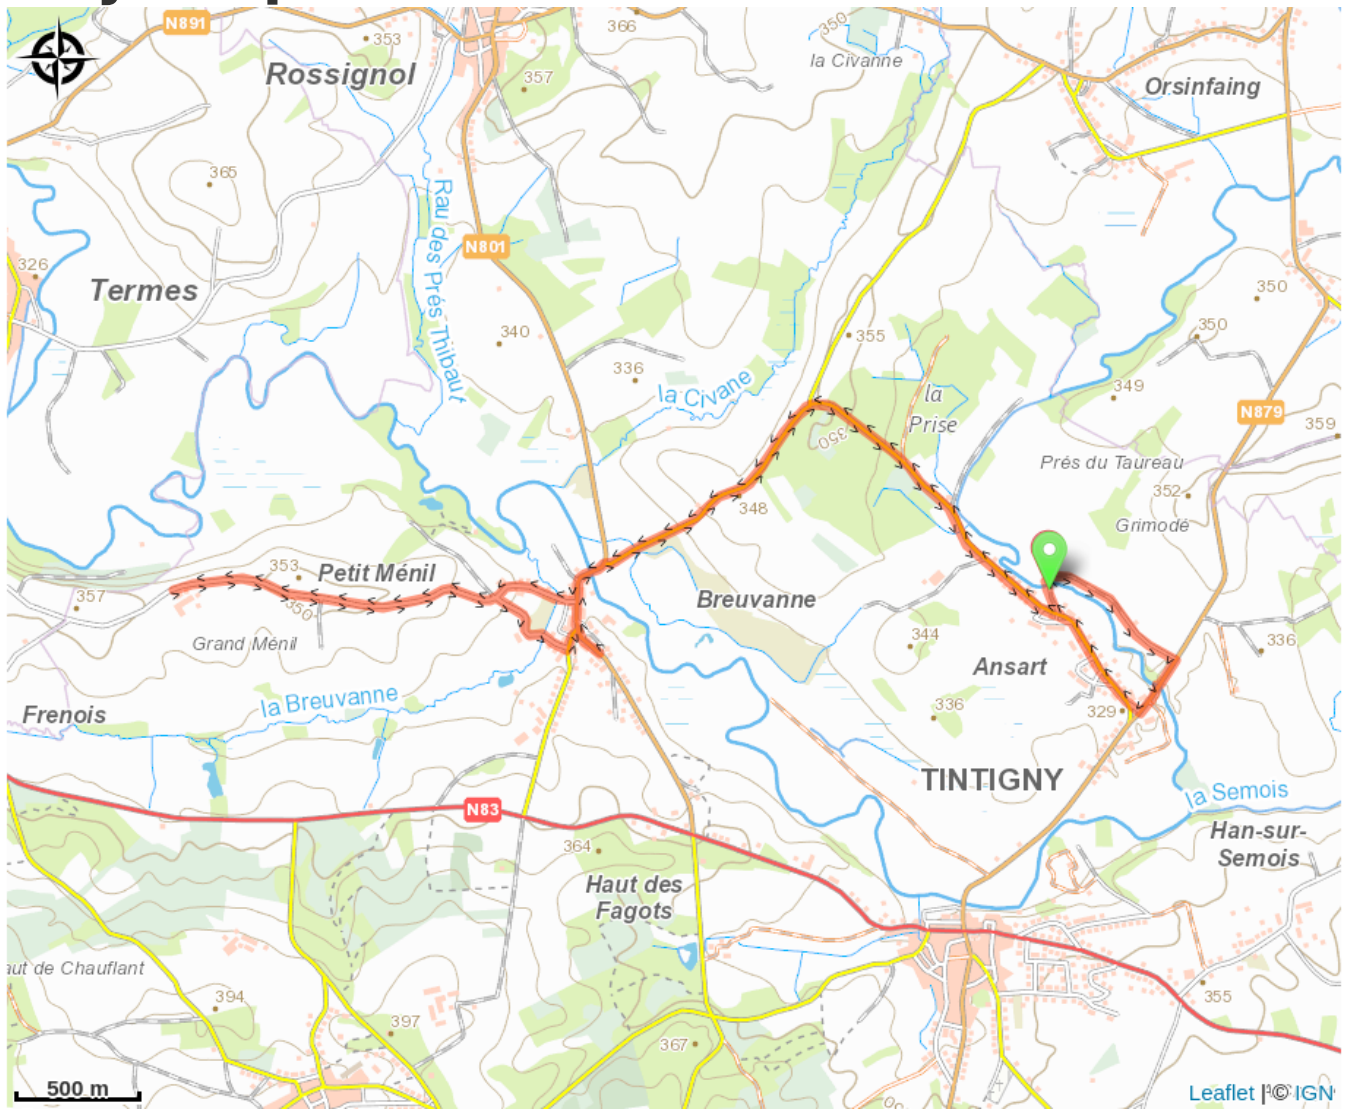 N891
353
366
350
la Civanne
Rossignol
357
Orsinfaing
365
Rau des Prés Thibaut
N801
326
Termes
350
340
355
350
336
la Civane
349
la
Prise
N879
350
359
Prés du Taureau
348
352
Grimodé
353
Petit Ménil
357
350
Breuvanne
Grand Ménil
344
336
Ansart
la Breuvanne
Frenois
336
329
TINTIGNY
la Semois
N83
Han-sur-
Semois
364
Haut des
Fagots
aut de Chauflant
394
355
397
367
500 m
Leaflet | © IGN